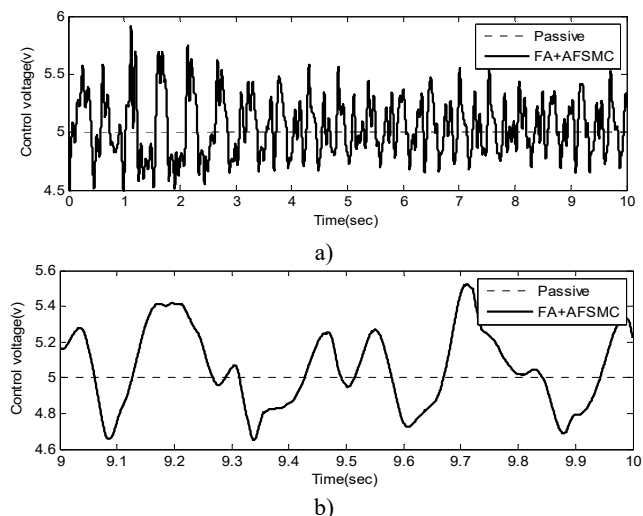 6
5.5
5
4.5
Control voltage(v)
Passive
FA+AFSMC
0 1 2 3 4 5 6 7 8 9 10
Time(sec)
a)
5.6
5.4
5.2
5
4.8
4.6
Control voltage(v)
Passive
FA+AFSMC
9 9.1 9.2 9.3 9.4 9.5 9.6 9.7 9.8 9.9 10
Time(sec)
b)